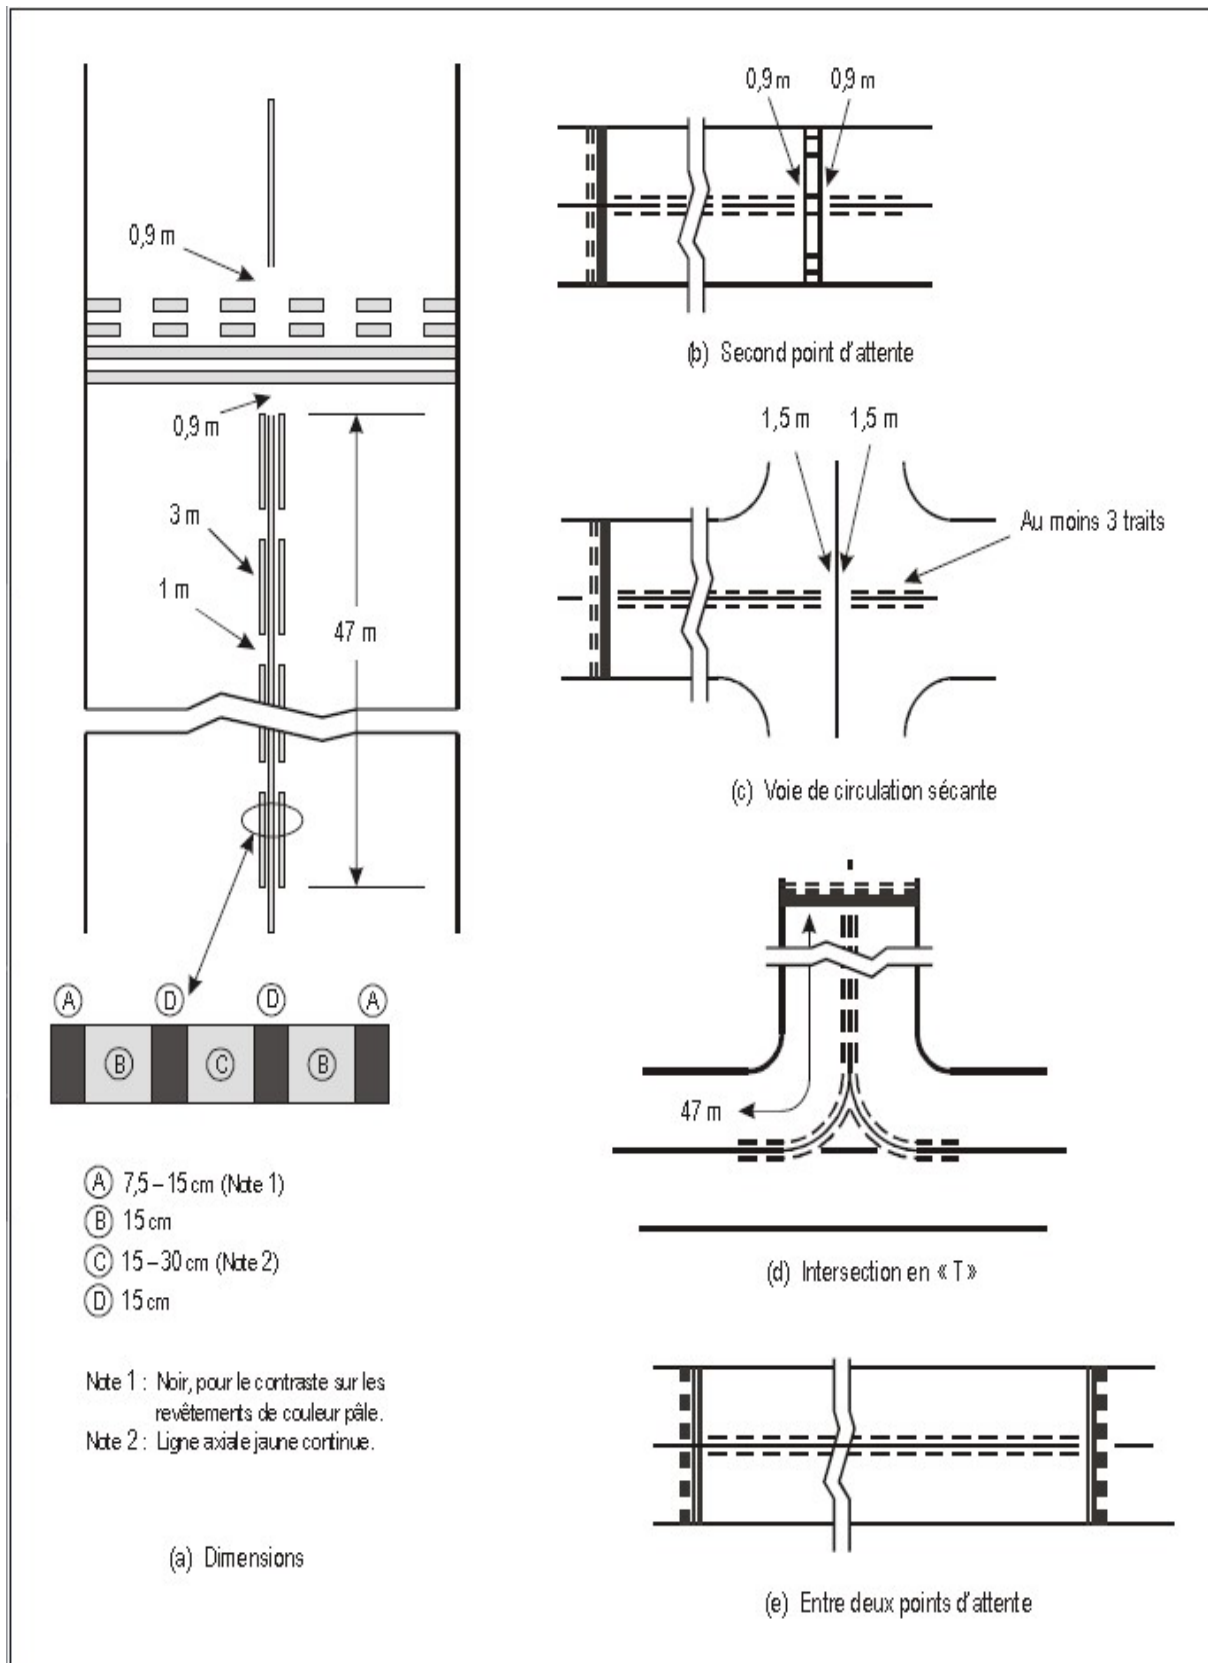 0,9 m
0,9 m
3 m
1 m
47 m
A D D A
B C B
A 7,5 – 15 cm (Note 1)
B 15 cm
C 15 – 30 cm (Note 2)
D 15 cm
Note 1 : Noir, pour le contraste sur les
revêtements de couleur pâle.
Note 2 : Ligne axiale jaune continue.
(a) Dimensions
0,9 m 0,9 m
(b) Second point d'attente
1,5 m 1,5 m
Au moins 3 traits
(c) Voie de circulation sécante
47 m
(d) Intersection en « T »
(e) Entre deux points d'attente